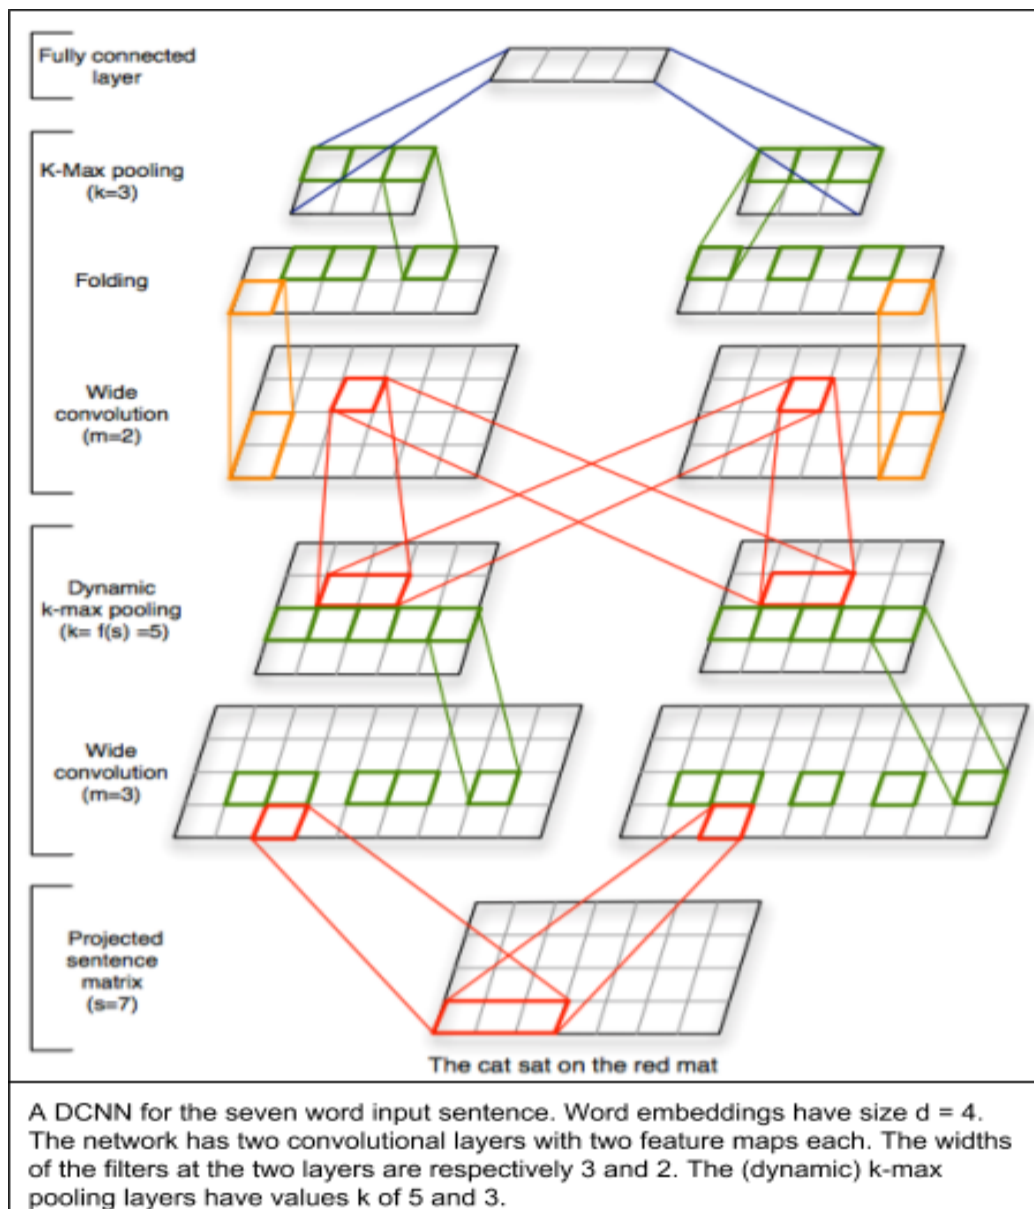 Fully connected
layer
K-Max pooling
(k=3)
Folding
Wide
convolution
(m=2)
Dynamic
k-max pooling
(k= f(s) =5)
Wide
convolution
(m=3)
Projected
sentence
matrix
(s=7)
The cat sat on the red mat
A DCNN for the seven word input sentence. Word embeddings have size d = 4.
The network has two convolutional layers with two feature maps each. The widths
of the filters at the two layers are respectively 3 and 2. The (dynamic) k-max
pooling layers have values k of 5 and 3.